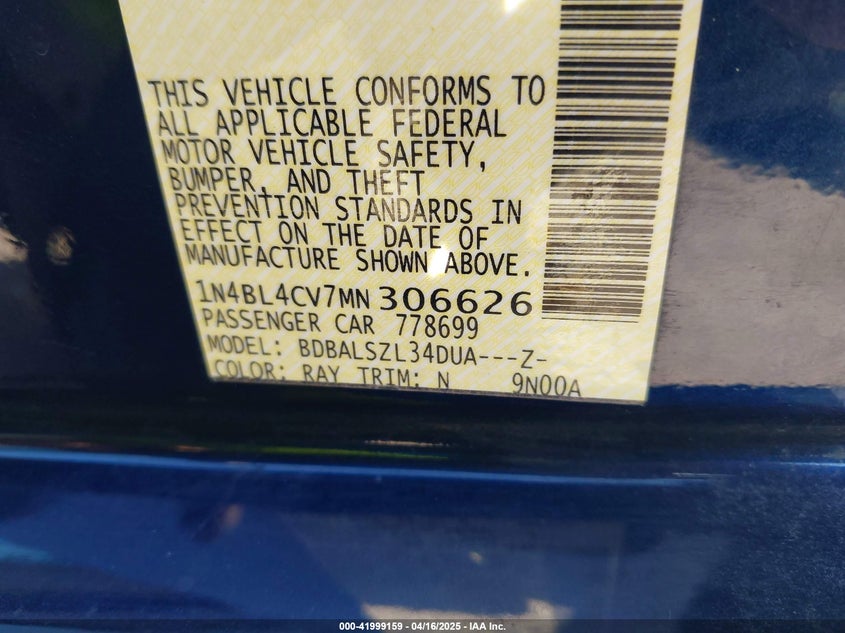 THIS VEHICLE CONFORMS TO
ALL APPLICABLE FEDERAL
MOTOR VEHICLE SAFETY,
BUMPER, AND THEFT
PREVENTION STANDARDS IN
EFFECT ON THE DATE OF
MANUFACTURE SHOWN ABOVE.
1N4BL4CV7MN306626
PASSENGER CAR 778699
MODEL: BDBALSZL34DUA---Z-
COLOR: RAY TRIM: N 9N00A
000-41999159 - 04/16/2025 - IAA Inc.